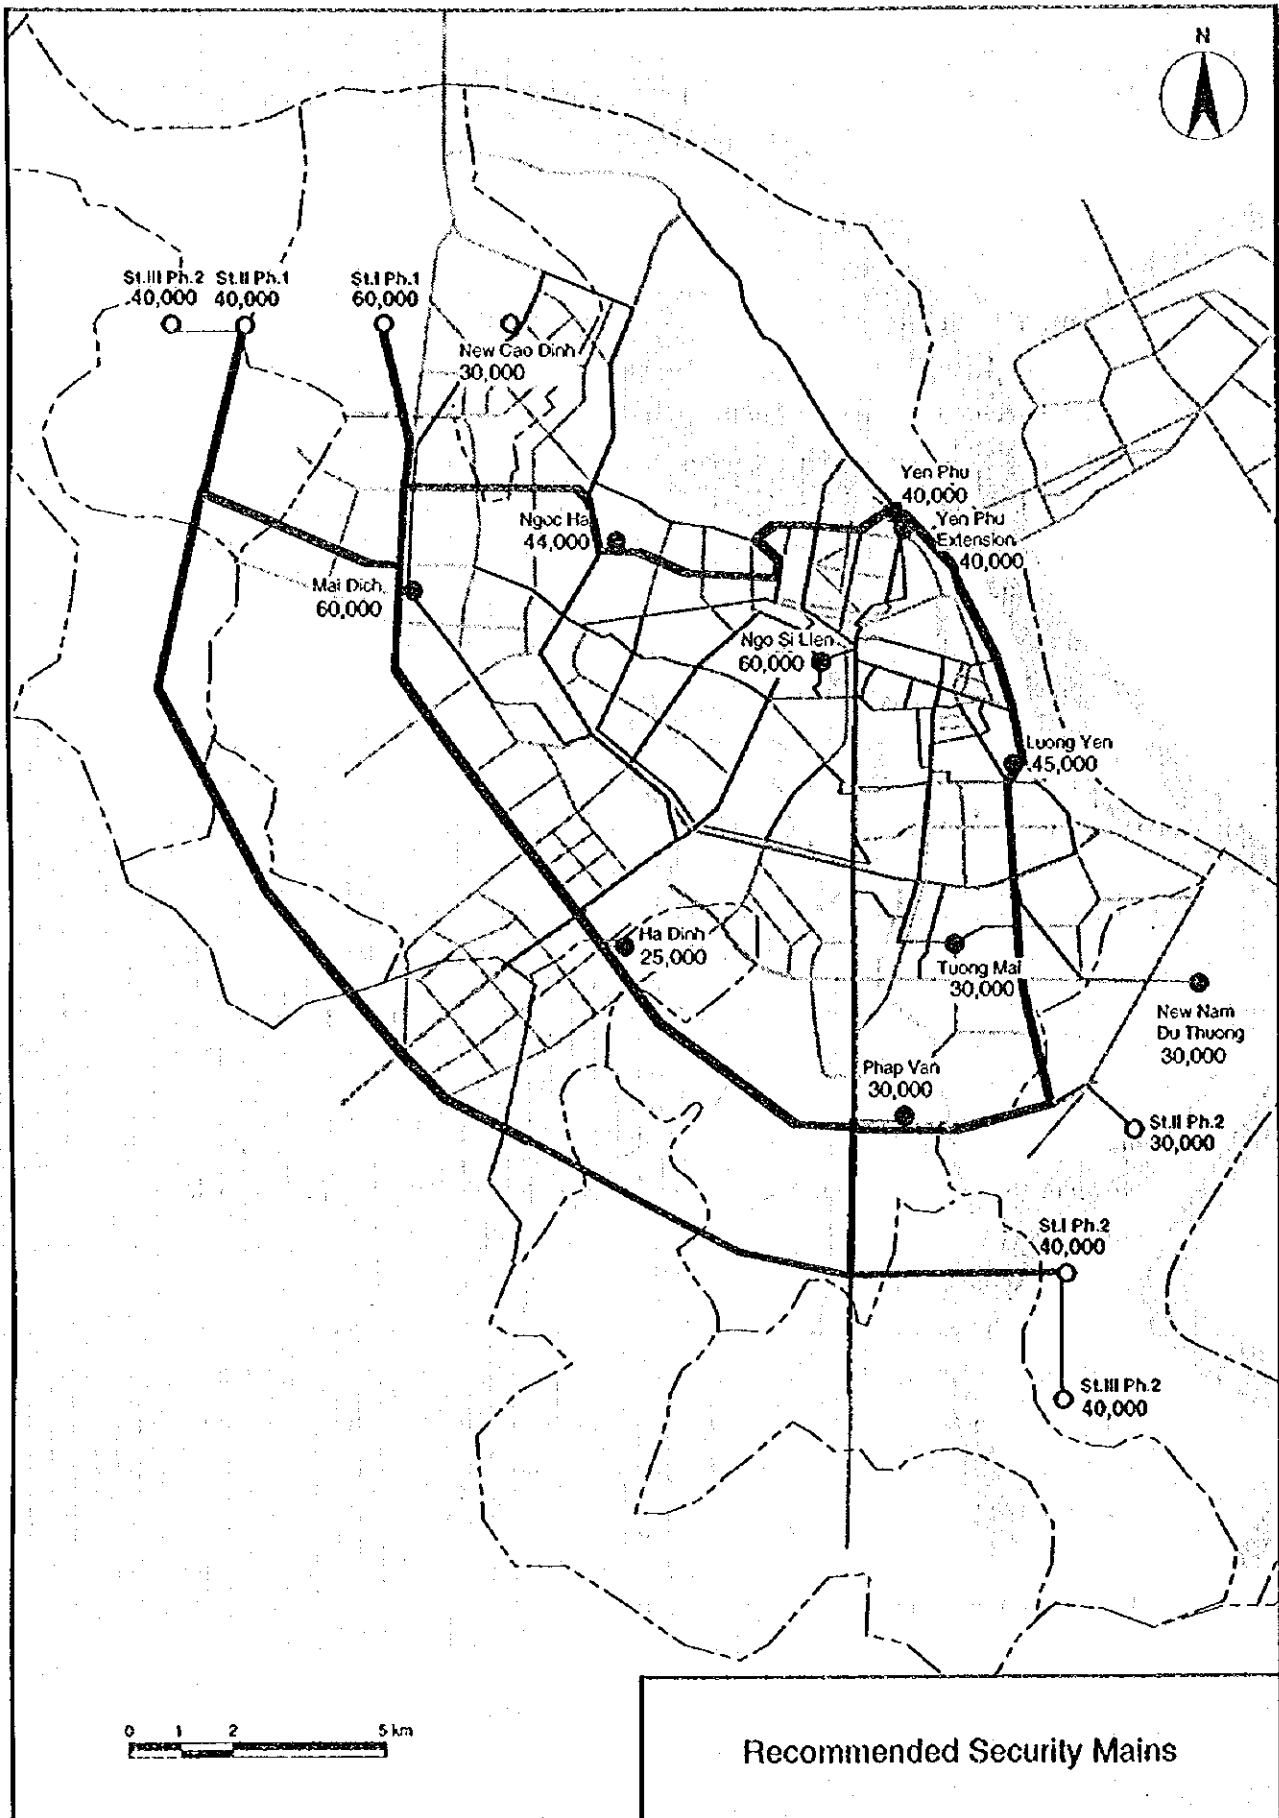 N
St.III Ph.2
40,000
St.II Ph.1
40,000
St.I Ph.1
60,000
New Cao Dinh
30,000
Yen Phu
40,000
Yen Phu
Extension
40,000
Ngoc Ha
44,000
Mai Dich
60,000
Ngo Si Lien
60,000
Luong Yen
45,000
Ha Dinh
25,000
Tuong Mai
30,000
New Nam
Du Thuong
30,000
Phap Van
30,000
St.II Ph.2
30,000
St.I Ph.2
40,000
St.III Ph.2
40,000
0 1 2 5 km
Recommended Security Mains